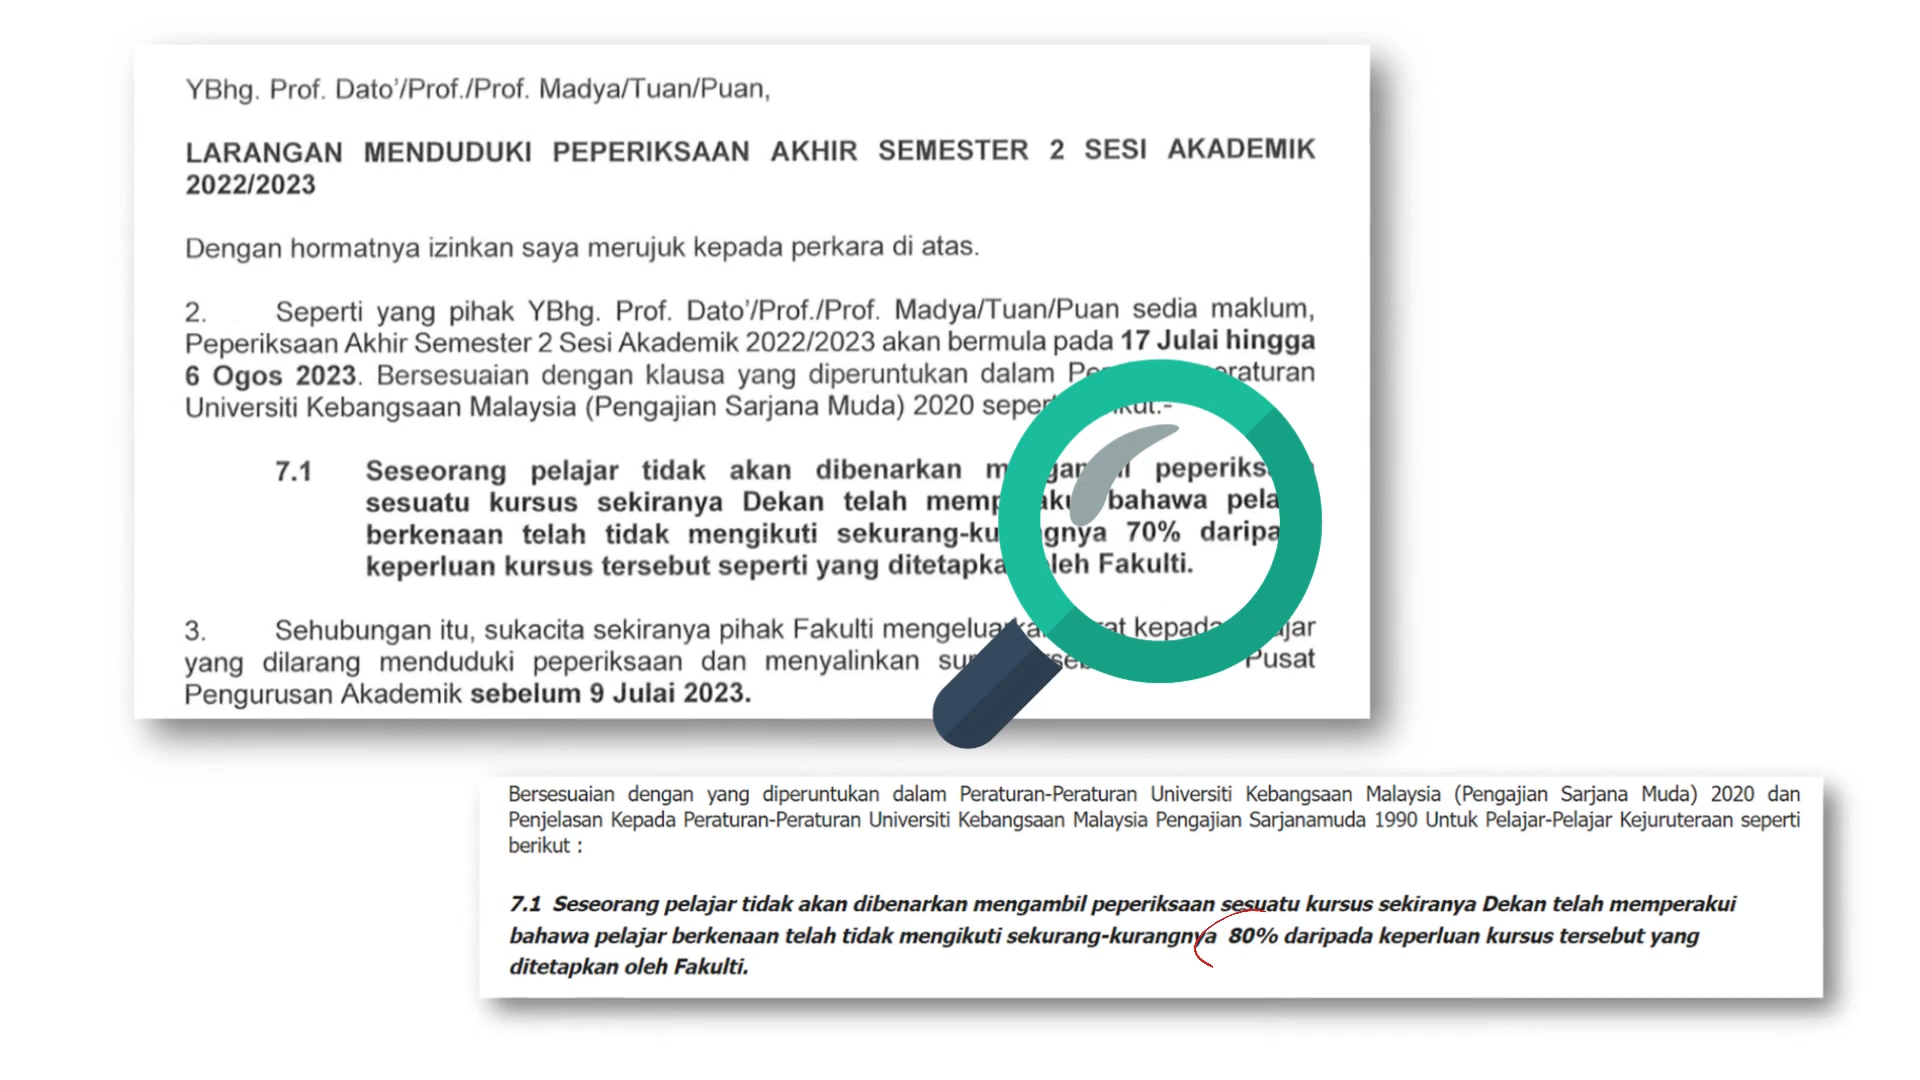 YBhg. Prof. Dato’/Prof./Prof. Madya/Tuan/Puan,
LARANGAN MENDUDUKI PEPERIKSAAN AKHIR SEMESTER 2 SESI AKADEMIK
2022/2023
Dengan hormatnya izinkan saya merujuk kepada perkara di atas.
2. Seperti yang pihak YBhg. Prof. Dato’/Prof./Prof. Madya/Tuan/Puan sedia maklum,
Peperiksaan Akhir Semester 2 Sesi Akademik 2022/2023 akan bermula pada 17 Julai hingga
6 Ogos 2023. Bersesuaian dengan klausa yang diperuntukan dalam
Universiti Kebangsaan Malaysia (Pengajian Sarjana Muda) 2020
7.1 Seseorang pelajar tidak akan dibenarkan
sesuatu kursus sekiranya Dekan telah bahawa
berkenaan telah tidak mengikuti sekurang-kurangnya 70%
keperluan kursus tersebut seperti yang ditetapkan oleh Fakulti.
3. Sehubungan itu, sukacita sekiranya pihak Fakulti
yang dilarang menduduki peperiksaan dan menyalinkan Pusat
Pengurusan Akademik sebelum 9 Julai 2023.
Bersesuaian dengan yang diperuntukan dalam Peraturan-Peraturan Universiti Kebangsaan Malaysia (Pengajian Sarjana Muda) 2020 dan
Penjelasan Kepada Peraturan-Peraturan Universiti Kebangsaan Malaysia Pengajian Sarjanamuda 1990 Untuk Pelajar-Pelajar Kejuruteraan seperti
berikut :
7.1 Seseorang pelajar tidak akan dibenarkan mengambil peperiksaan sesuatu kursus sekiranya Dekan telah memperakui
bahawa pelajar berkenaan telah tidak mengikuti sekurang-kurangnya 80% daripada keperluan kursus tersebut yang
ditetapkan oleh Fakulti.